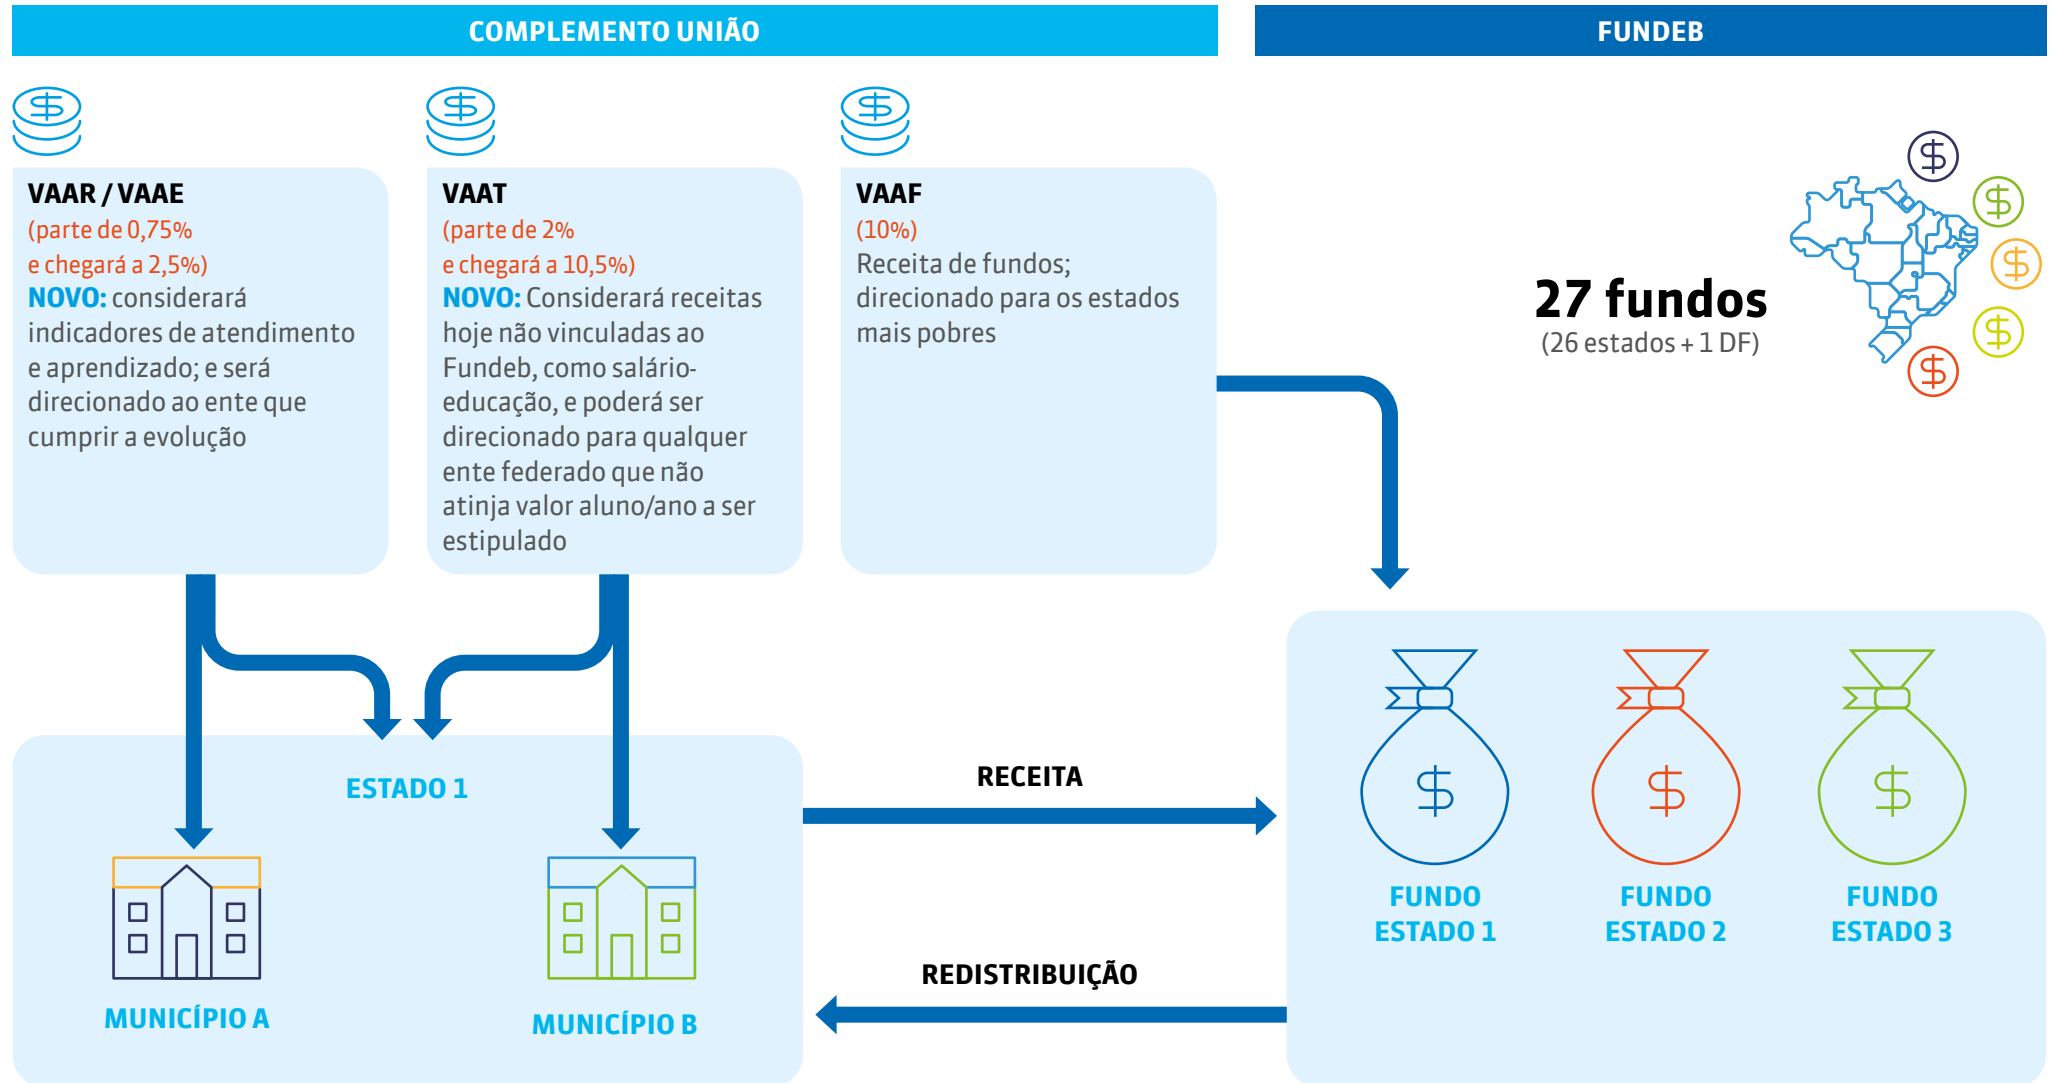 COMPLEMENTO UNIÃO
FUNDEB
VAAR / VAAE
(parte de 0,75%
e chegará a 2,5%)
NOVO: considerará
indicadores de atendimento
e aprendizado; e será
direcionado ao ente que
cumprir a evolução
VAAT
(parte de 2%
e chegará a 10,5%)
NOVO: Considerará receitas
hoje não vinculadas ao
Fundeb, como salário-
educação, e poderá ser
direcionado para qualquer
ente federado que não
atinja valor aluno/ano a ser
estipulado
VAAF
(10%)
Receita de fundos;
direcionado para os estados
mais pobres
27 fundos
(26 estados + 1 DF)
ESTADO 1
MUNICÍPIO A
MUNICÍPIO B
RECEITA
REDISTRIBUIÇÃO
FUNDO
ESTADO 1
FUNDO
ESTADO 2
FUNDO
ESTADO 3